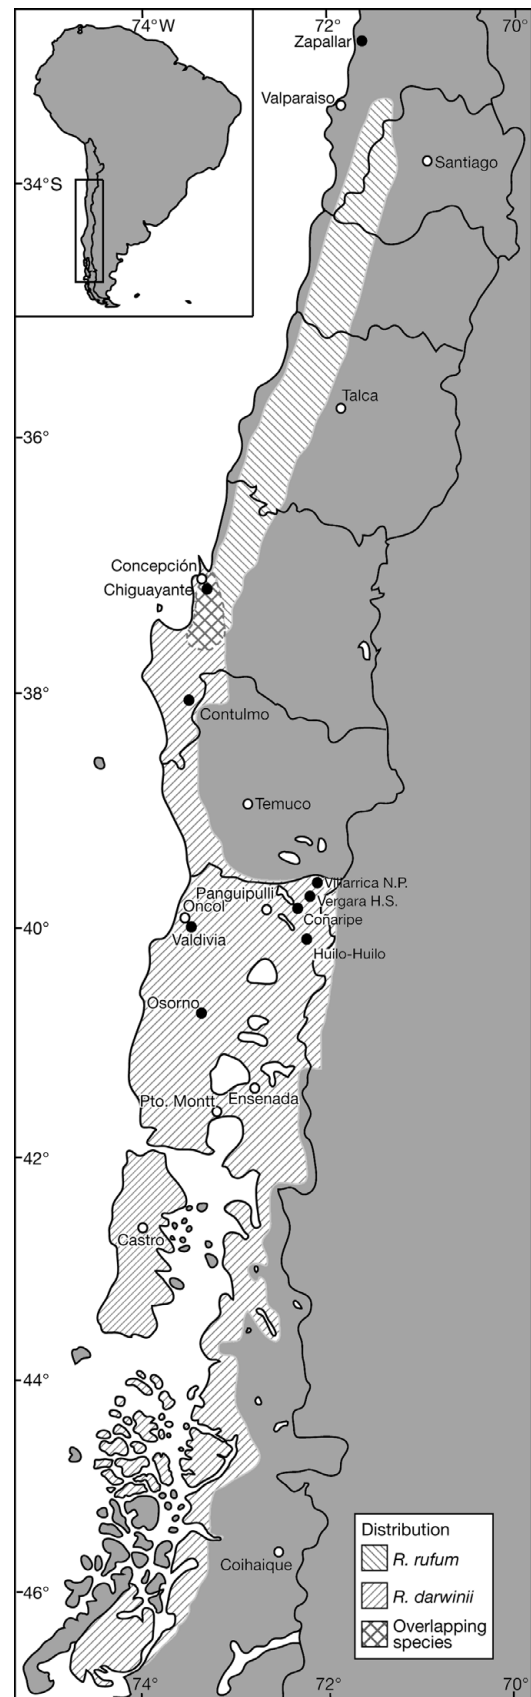 74°W
72°
70°
Zapallar
Valparaiso
Santiago
34°S
Talca
36°
Concepción
Chiguayante
38°
Contulmo
Temuco
Villarrica N.P.
Panguipulli
Vergara H.S.
Oncol
Coñaripe
40°
Valdivia
Huilo-Huilo
Osorno
Ensenada
Pto. Montt
42°
Castro
44°
Distribution
R. rufum
Coihaique
R. darwinii
46°
Overlapping
species
74°
72°
70°